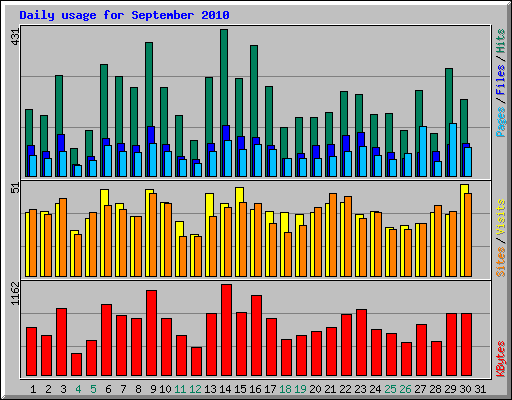 Daily usage for September 2010
431
Pages / Files / Hits
51
Sites / Visits
1162
KBytes
1 2 3 4 5 6 7 8 9 10 11 12 13 14 15 16 17 18 19 20 21 22 23 24 25 26 27 28 29 30 31